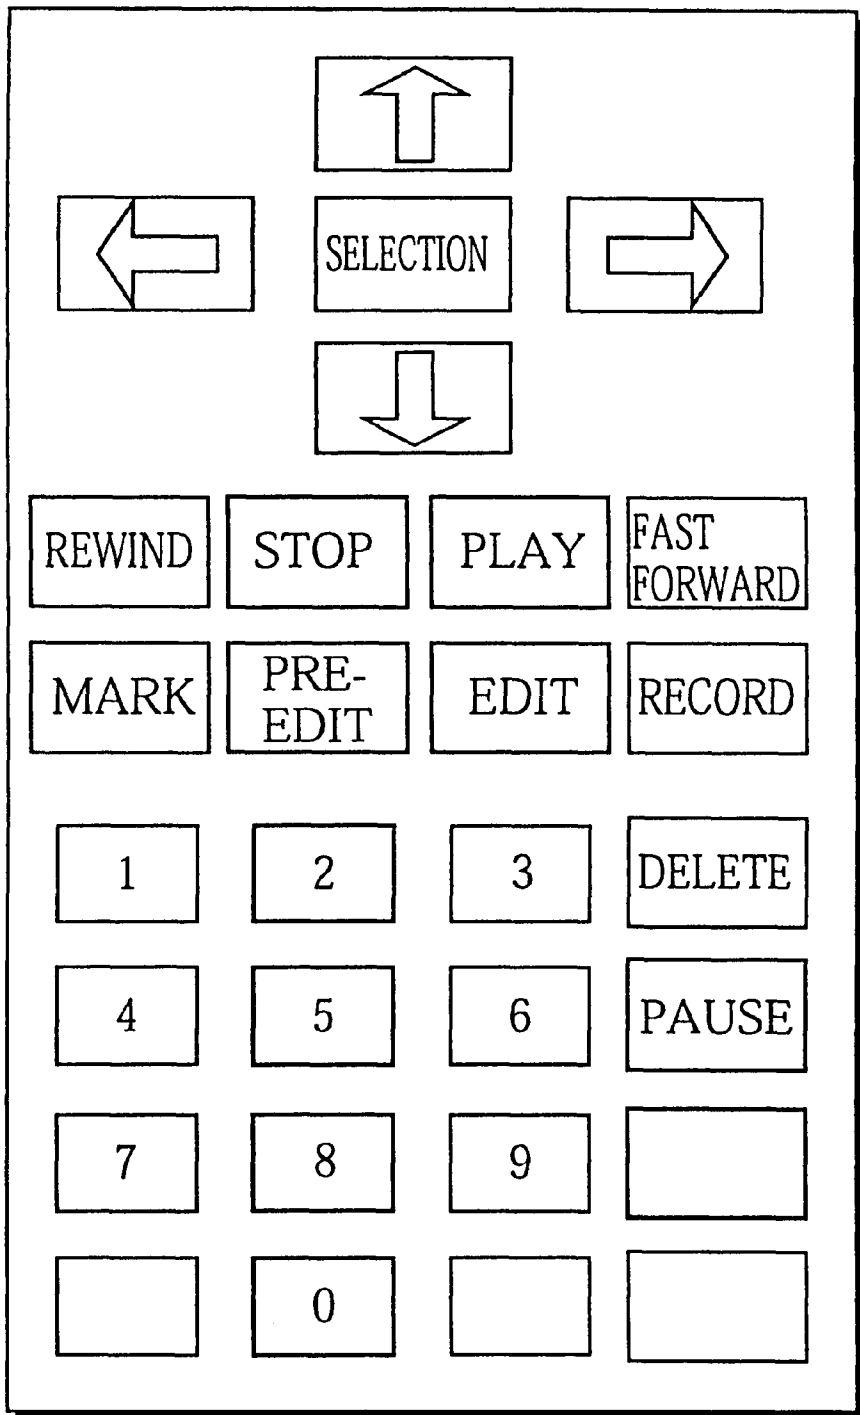 SELECTION
REWIND STOP PLAY FAST
FORWARD
MARK PRE-
EDIT EDIT RECORD
1 2 3 DELETE
4 5 6 PAUSE
7 8 9
0